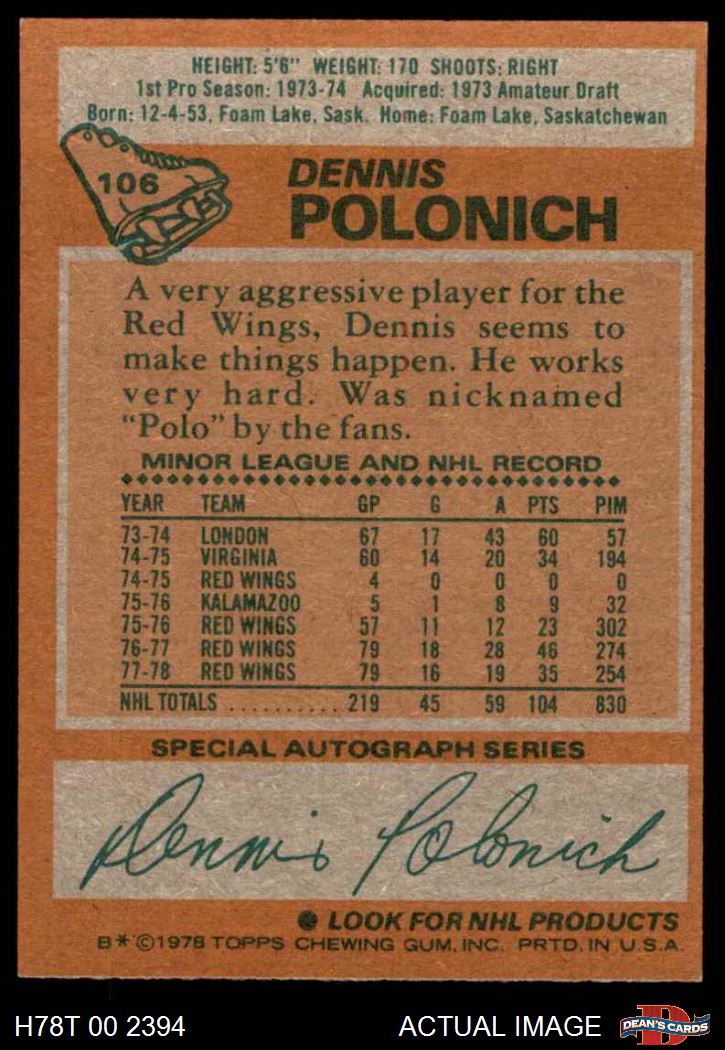 HEIGHT: 5'6" WEIGHT: 170 SHOOTS: RIGHT
1st Pro Season: 1973-74 Acquired: 1973 Amateur Draft
Born: 12-4-53, Foam Lake, Sask. Home: Foam Lake, Saskatchewan
106
DENNIS
POLONICH
A very aggressive player for the
Red Wings, Dennis seems to
make things happen. He works
very hard. Was nicknamed
"Polo" by the fans.
MINOR LEAGUE AND NHL RECORD
YEAR TEAM GP G A PTS PIM
73-74 LONDON 67 17 43 60 57
74-75 VIRGINIA 60 14 20 34 194
74-75 RED WINGS 4 0 0 0 0
75-76 KALAMAZOO 5 1 8 9 32
75-76 RED WINGS 57 11 12 23 302
76-77 RED WINGS 79 18 28 46 274
77-78 RED WINGS 79 16 19 35 254
NHL TOTALS .......... 219 45 59 104 830
SPECIAL AUTOGRAPH SERIES
Dennis Polonich
LOOK FOR NHL PRODUCTS
B*©1978 TOPPS CHEWING GUM, INC. PRTD. IN U.S.A.
H78T 00 2394 ACTUAL IMAGE D DEAN'S CARDS